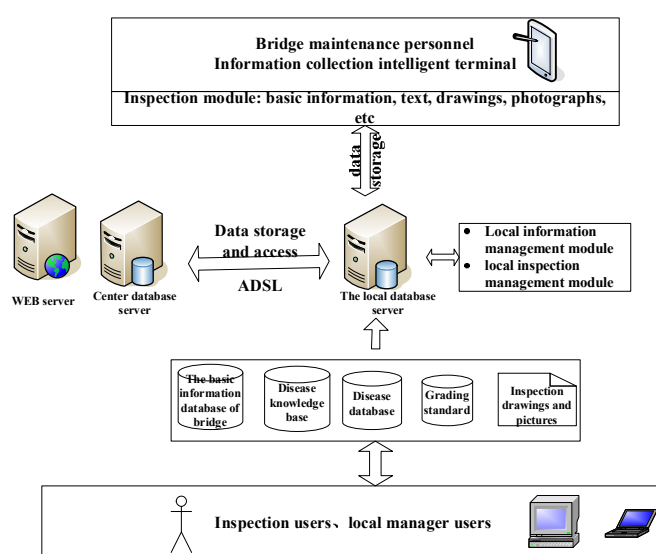 Bridge maintenance personnel
Information collection intelligent terminal
Inspection module: basic information, text, drawings, photographs,
etc
data
storage
Data storage
and access
ADSL
• Local information
management module
• local inspection
management module
WEB server
Center database
server
The local database
server
The basic
information
database of
bridge
Disease
knowledge
base
Disease
database
Grading
standard
Inspection
drawings and
pictures
Inspection users、local manager users